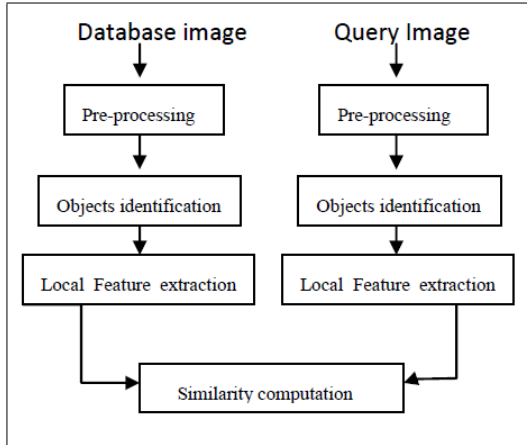 Database image
Query Image
Pre-processing
Pre-processing
Objects identification
Objects identification
Local Feature extraction
Local Feature extraction
Similarity computation